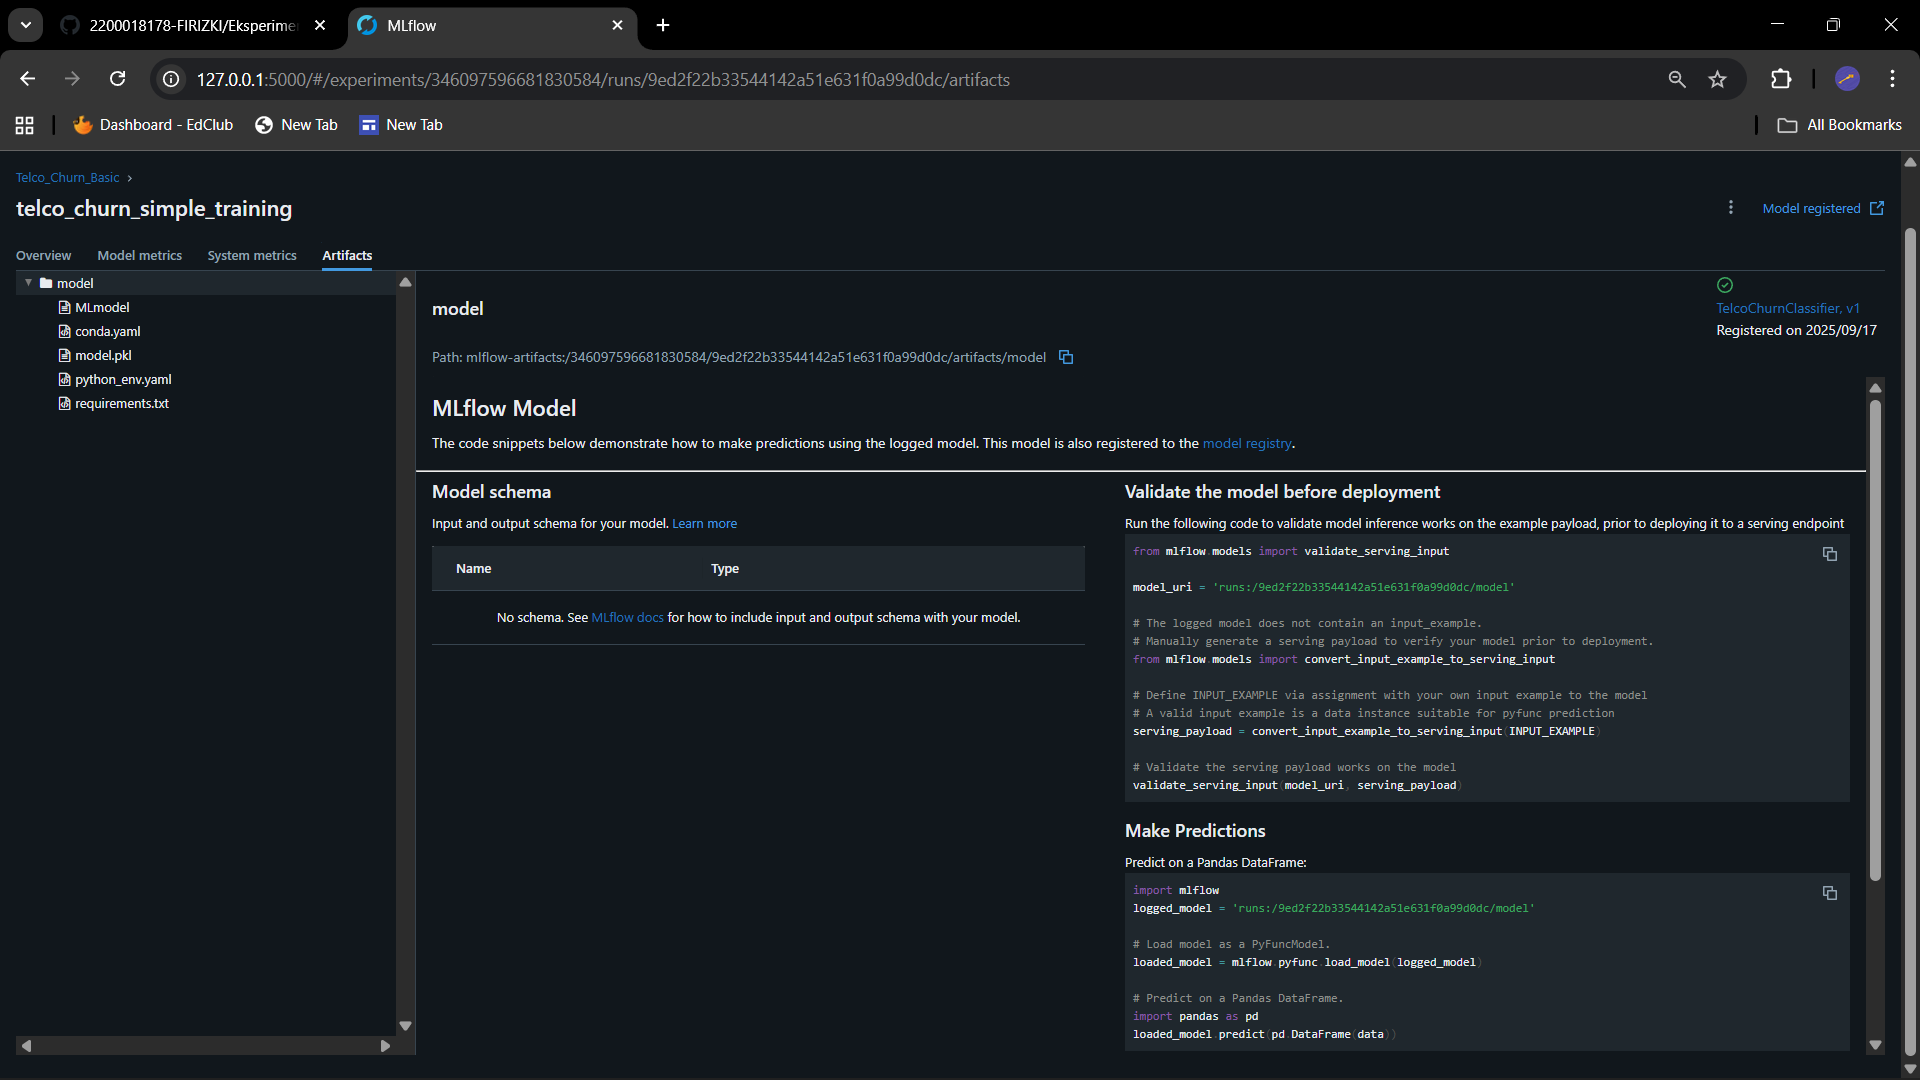 2200018178-FIRIZKI/Eksperime
MLflow
127.0.0.1:5000/#/experiments/346097596681830584/runs/9ed2f22b33544142a51e631f0a99d0dc/artifacts
Dashboard - EdClub
New Tab
New Tab
All Bookmarks
Telco_Churn_Basic
telco_churn_simple_training
Model registered
Overview
Model metrics
System metrics
Artifacts
model
MLmodel
conda.yaml
model.pkl
python_env.yaml
requirements.txt
model
TelcoChurnClassifier, v1
Registered on 2025/09/17
Path: mlflow-artifacts:/346097596681830584/9ed2f22b33544142a51e631f0a99d0dc/artifacts/model
MLflow Model
The code snippets below demonstrate how to make predictions using the logged model. This model is also registered to the model registry.
Model schema
Input and output schema for your model. Learn more
Name Type
No schema. See MLflow docs for how to include input and output schema with your model.
Validate the model before deployment
Run the following code to validate model inference works on the example payload, prior to deploying it to a serving endpoint
from mlflow.models import validate_serving_input
model_uri = 'runs:/9ed2f22b33544142a51e631f0a99d0dc/model'
# The logged model does not contain an input_example.
# Manually generate a serving payload to verify your model prior to deployment.
from mlflow.models import convert_input_example_to_serving_input
# Define INPUT_EXAMPLE via assignment with your own input example to the model
# A valid input example is a data instance suitable for pyfunc prediction
serving_payload = convert_input_example_to_serving_input(INPUT_EXAMPLE)
# Validate the serving payload works on the model
validate_serving_input(model_uri, serving_payload)
Make Predictions
Predict on a Pandas DataFrame:
import mlflow
logged_model = 'runs:/9ed2f22b33544142a51e631f0a99d0dc/model'
# Load model as a PyFuncModel.
loaded_model = mlflow.pyfunc.load_model(logged_model)
# Predict on a Pandas DataFrame.
import pandas as pd
loaded_model.predict(pd.DataFrame(data))